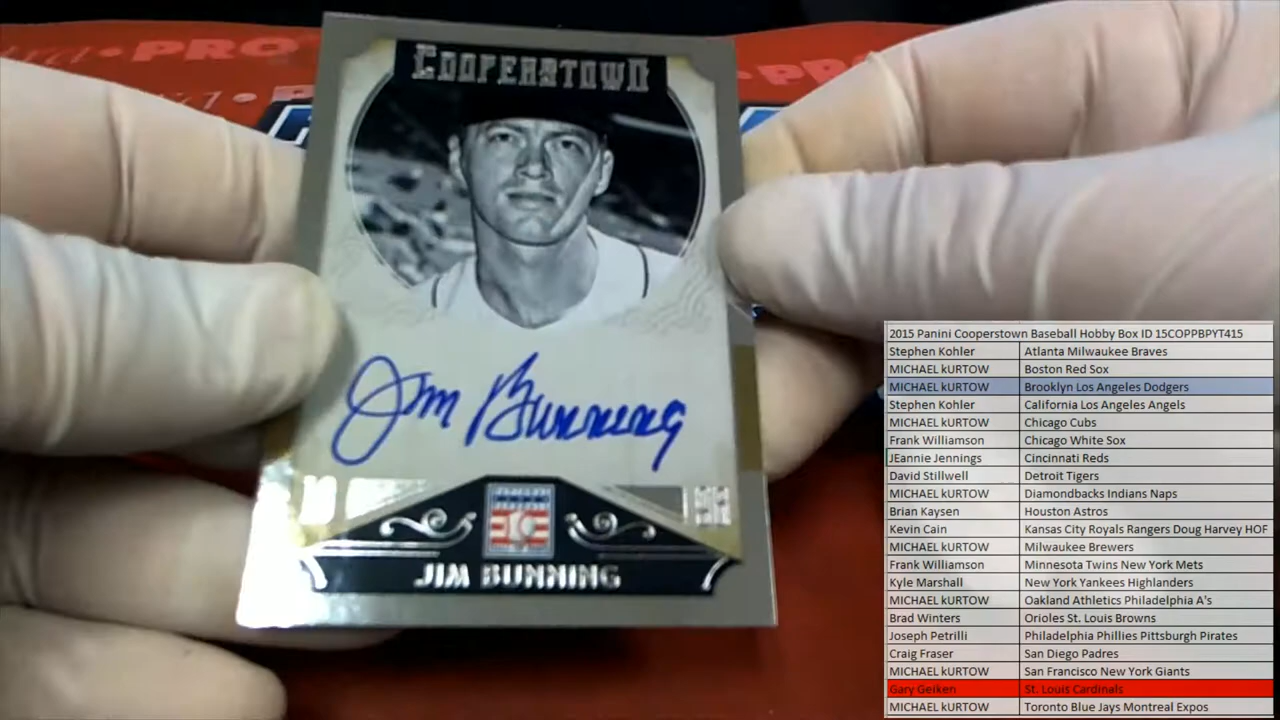 PRO
PRO
COOPERSTOWN
Jim Bunning
JIM BUNNING
2015 Panini Cooperstown Baseball Hobby Box ID 15COPPBPYT415
Stephen Kohler Atlanta Milwaukee Braves
MICHAEL kURTOW Boston Red Sox
MICHAEL kURTOW Brooklyn Los Angeles Dodgers
Stephen Kohler California Los Angeles Angels
MICHAEL kURTOW Chicago Cubs
Frank Williamson Chicago White Sox
JEannie Jennings Cincinnati Reds
David Stillwell Detroit Tigers
MICHAEL kURTOW Diamondbacks Indians Naps
Brian Kaysen Houston Astros
Kevin Cain Kansas City Royals Rangers Doug Harvey HOF
MICHAEL kURTOW Milwaukee Brewers
Frank Williamson Minnesota Twins New York Mets
Kyle Marshall New York Yankees Highlanders
MICHAEL kURTOW Oakland Athletics Philadelphia A's
Brad Winters Orioles St. Louis Browns
Joseph Petrilli Philadelphia Phillies Pittsburgh Pirates
Craig Fraser San Diego Padres
MICHAEL kURTOW San Francisco New York Giants
Gary Geiken St. Louis Cardinals
MICHAEL kURTOW Toronto Blue Jays Montreal Expos